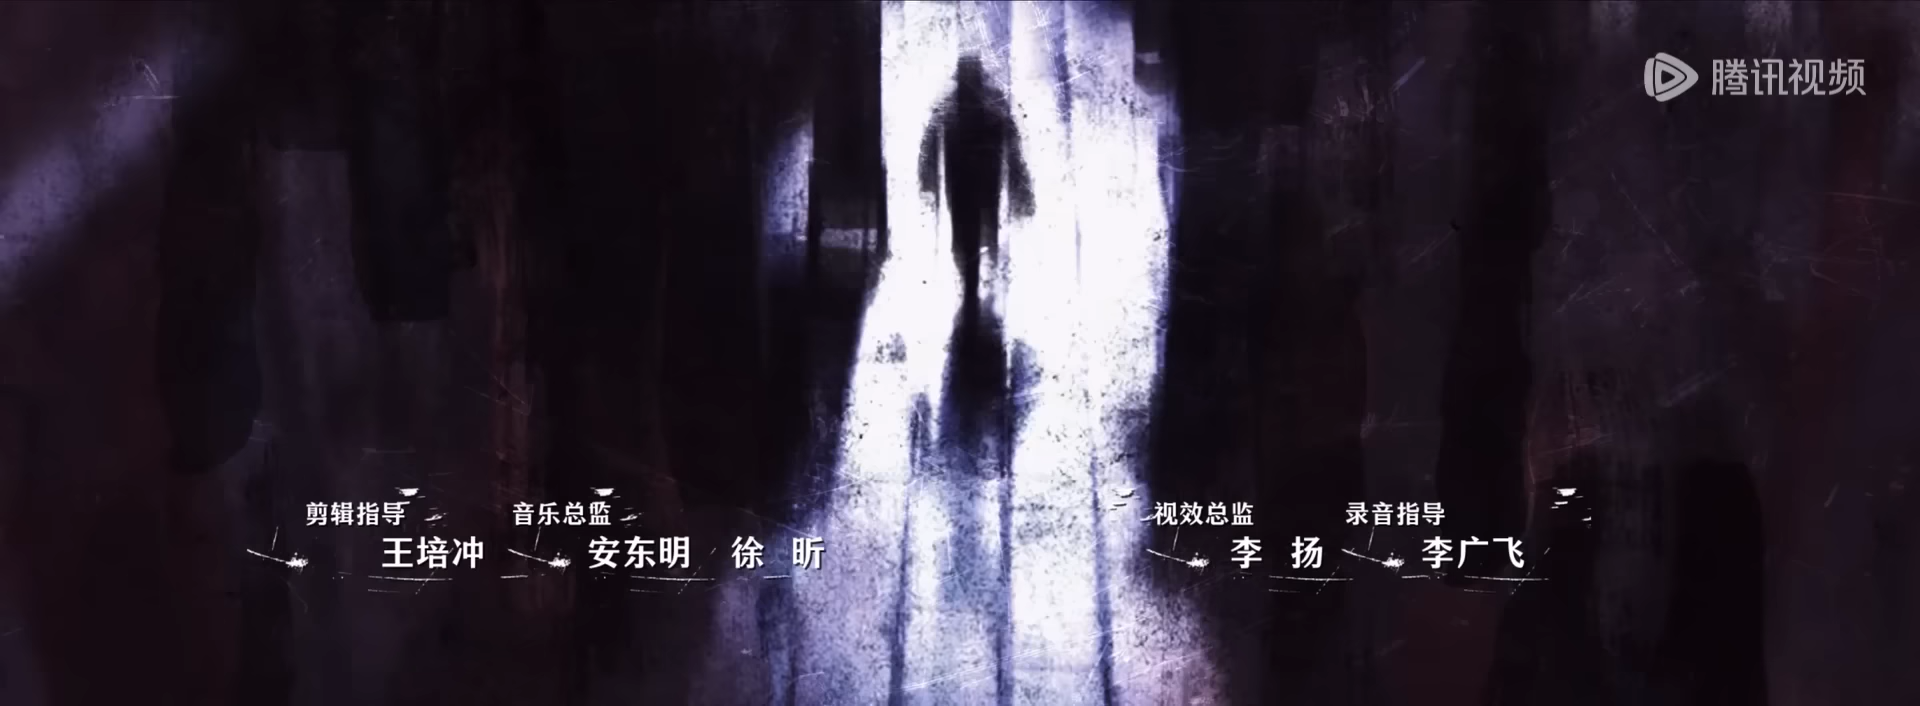 腾讯视频
剪辑指导
王培冲
音乐总监
安东明 徐 昕
视效总监
李 扬
录音指导
李广飞